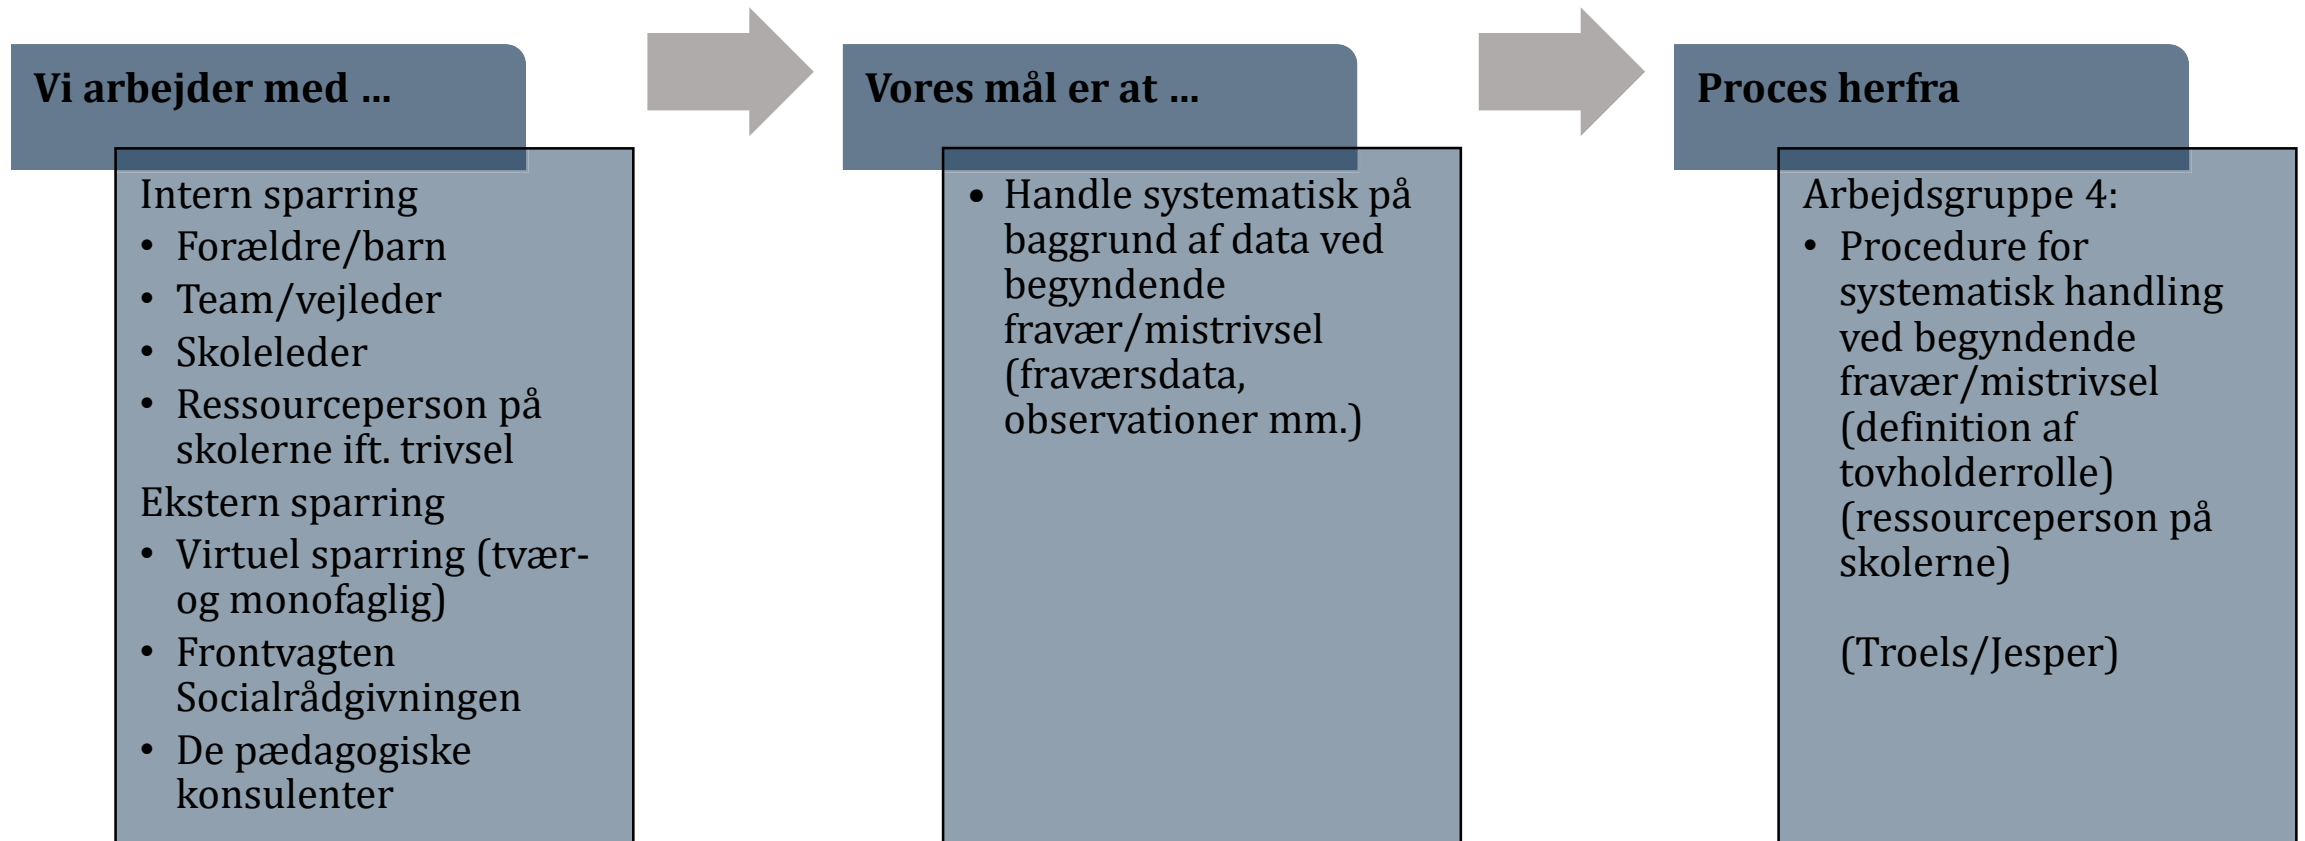 Vi arbejder med ...
Intern sparring
• Forældre/barn
• Team/vejleder
• Skoleleder
• Ressourceperson på
skolerne ift. trivsel
Ekstern sparring
• Virtuel sparring (tvær-
og monofaglig)
• Frontvagten
Socialrådgivningen
• De pædagogiske
konsulenter
Vores mål er at ...
• Handle systematisk på
baggrund af data ved
begyndende
fravær/mistrivsel
(fraværsdata,
observationer mm.)
Proces herfra
Arbejdsgruppe 4:
• Procedure for
systematisk handling
ved begyndende
fravær/mistrivsel
(definition af
tovholderrolle)
(ressourceperson på
skolerne)
(Troels/Jesper)